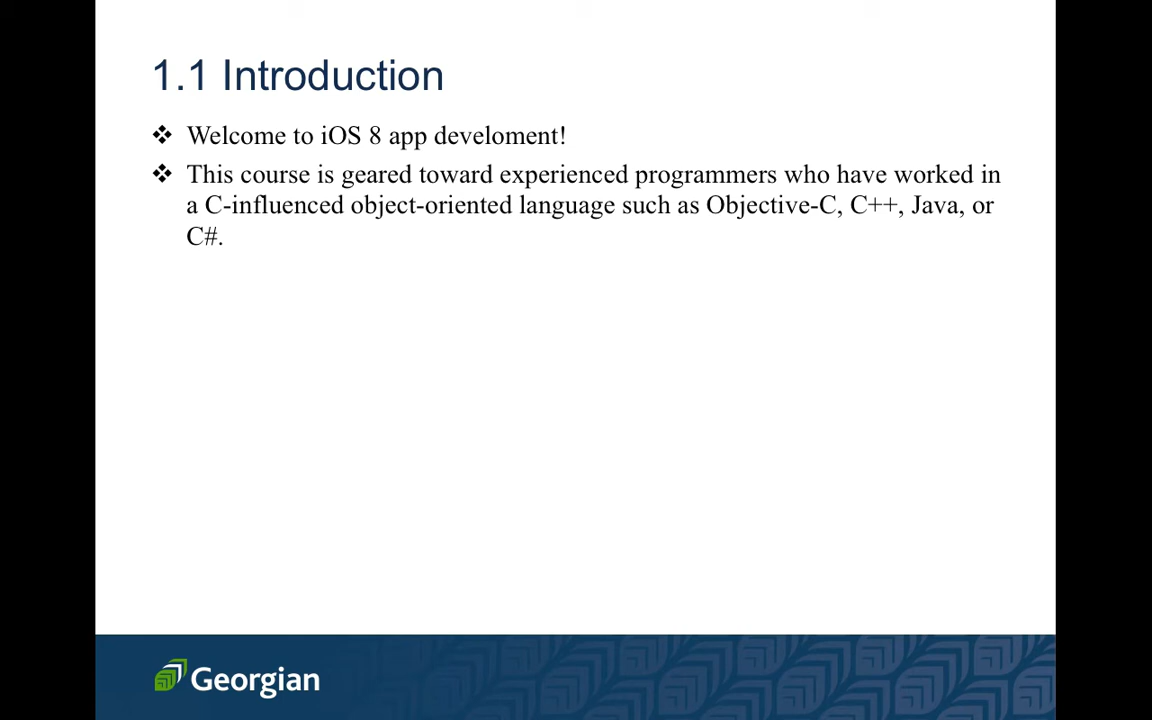 1.1 Introduction
❖ Welcome to iOS 8 app develoment!
❖ This course is geared toward experienced programmers who have worked in
a C-influenced object-oriented language such as Objective-C, C++, Java, or
C#.
Georgian